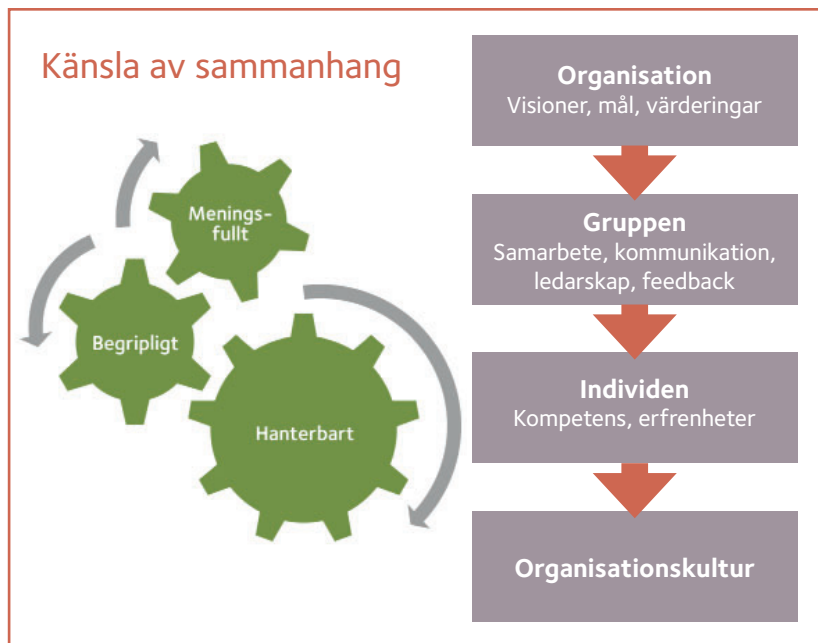 Känsla av sammanhang
Menings-
fullt
Begripligt
Hanterbart
Organisation
Visioner, mål, värderingar
Gruppen
Samarbete, kommunikation,
ledarskap, feedback
Individen
Kompetens, erfrenheter
Organisationskultur